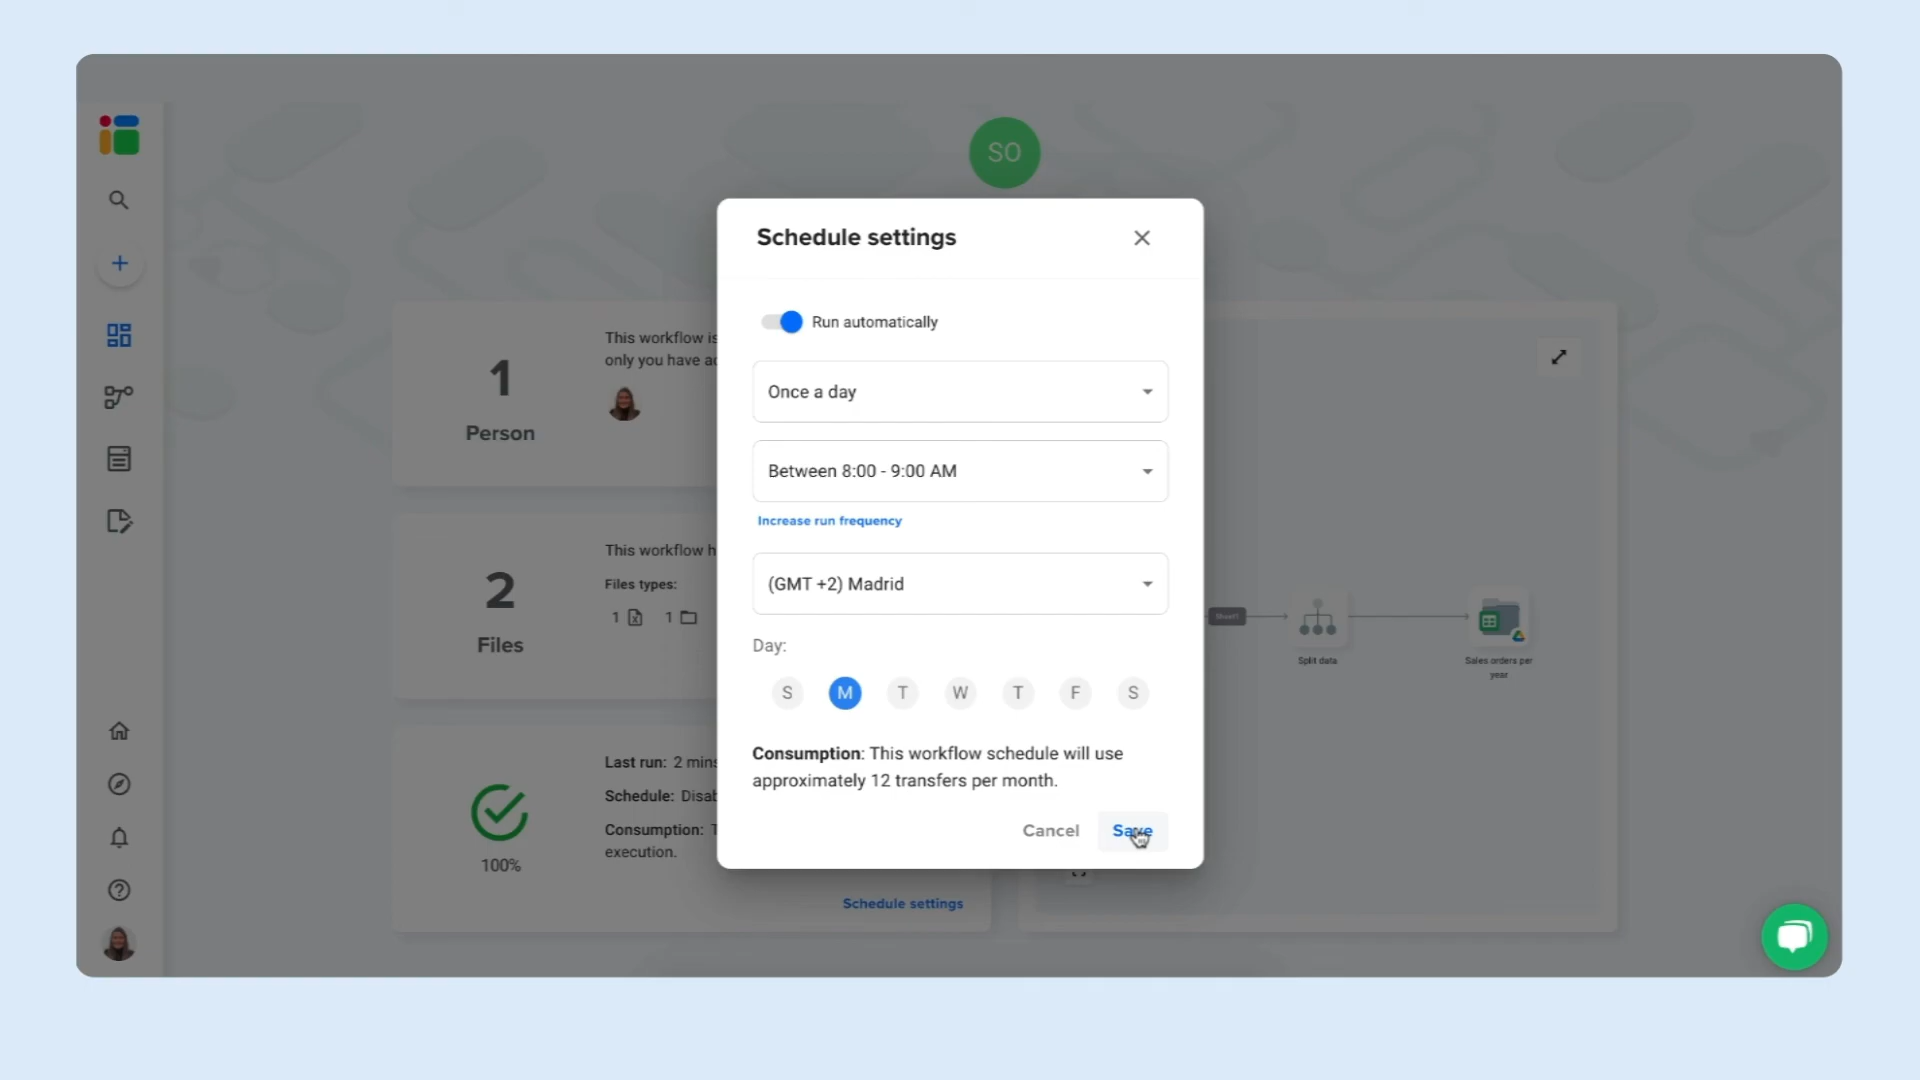 SO
Schedule settings
Run automatically
This workflow is
only you have ac
1
Person
Once a day
Between 8:00 - 9:00 AM
Increase run frequency
This workflow h
Files types:
1 1
2
Files
(GMT +2) Madrid
Sheet1
Split data
Sales orders per
year
Day:
S M T W T F S
Consumption: This workflow schedule will use
approximately 12 transfers per month.
Last run: 2 mins
Schedule: Disab
Consumption: T
execution.
100%
Cancel
Save
Schedule settings